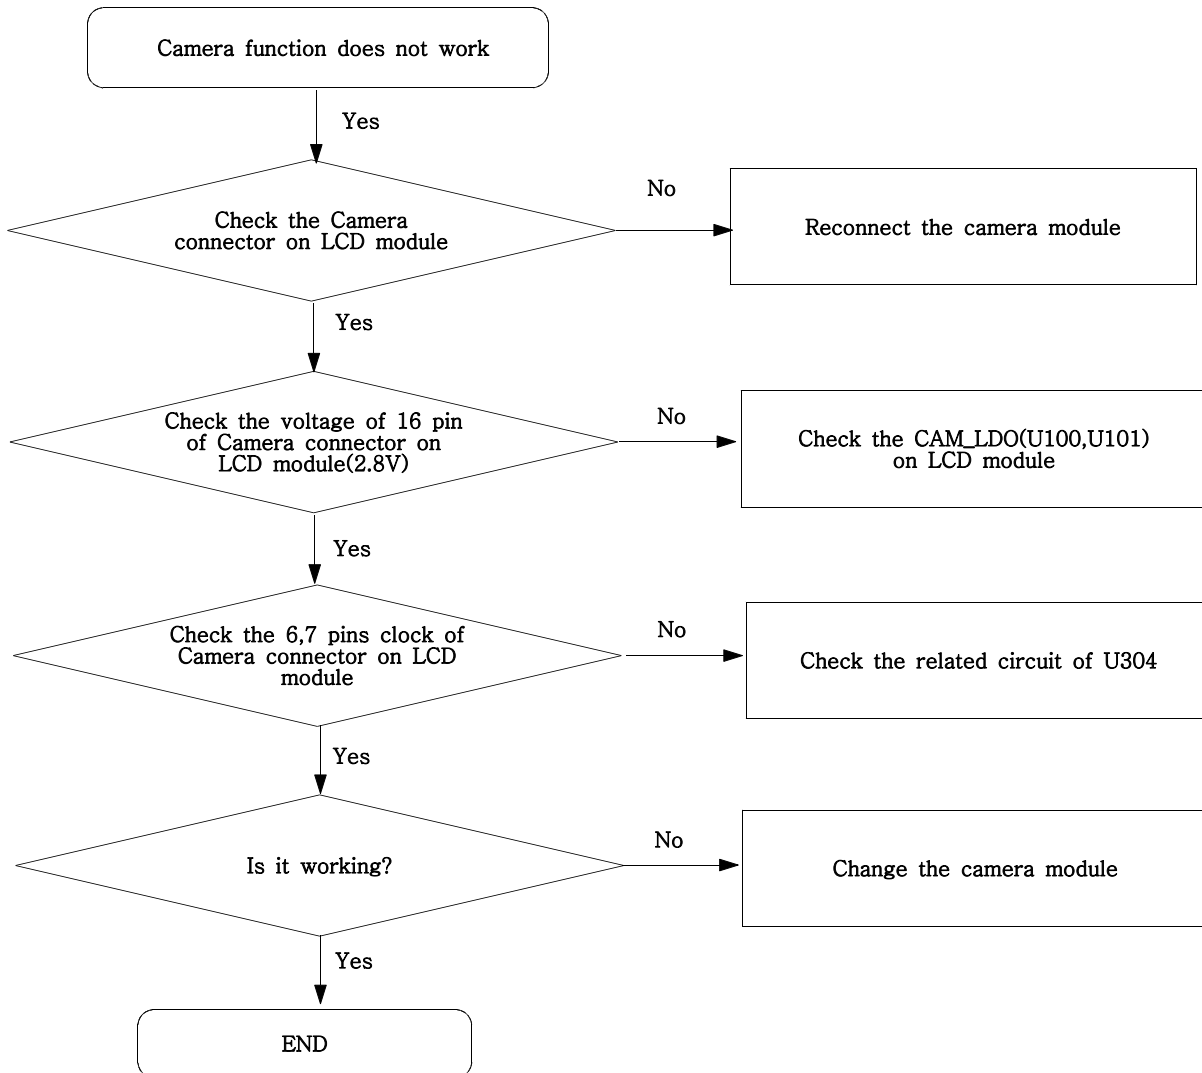 Camera function does not work
Yes
Check the Camera
connector on LCD module
No
Reconnect the camera module
Yes
Check the voltage of 16 pin
of Camera connector on
LCD module(2.8V)
No
Check the CAM_LDO(U100,U101)
on LCD module
Yes
Check the 6,7 pins clock of
Camera connector on LCD
module
No
Check the related circuit of U304
Yes
Is it working?
No
Change the camera module
Yes
END